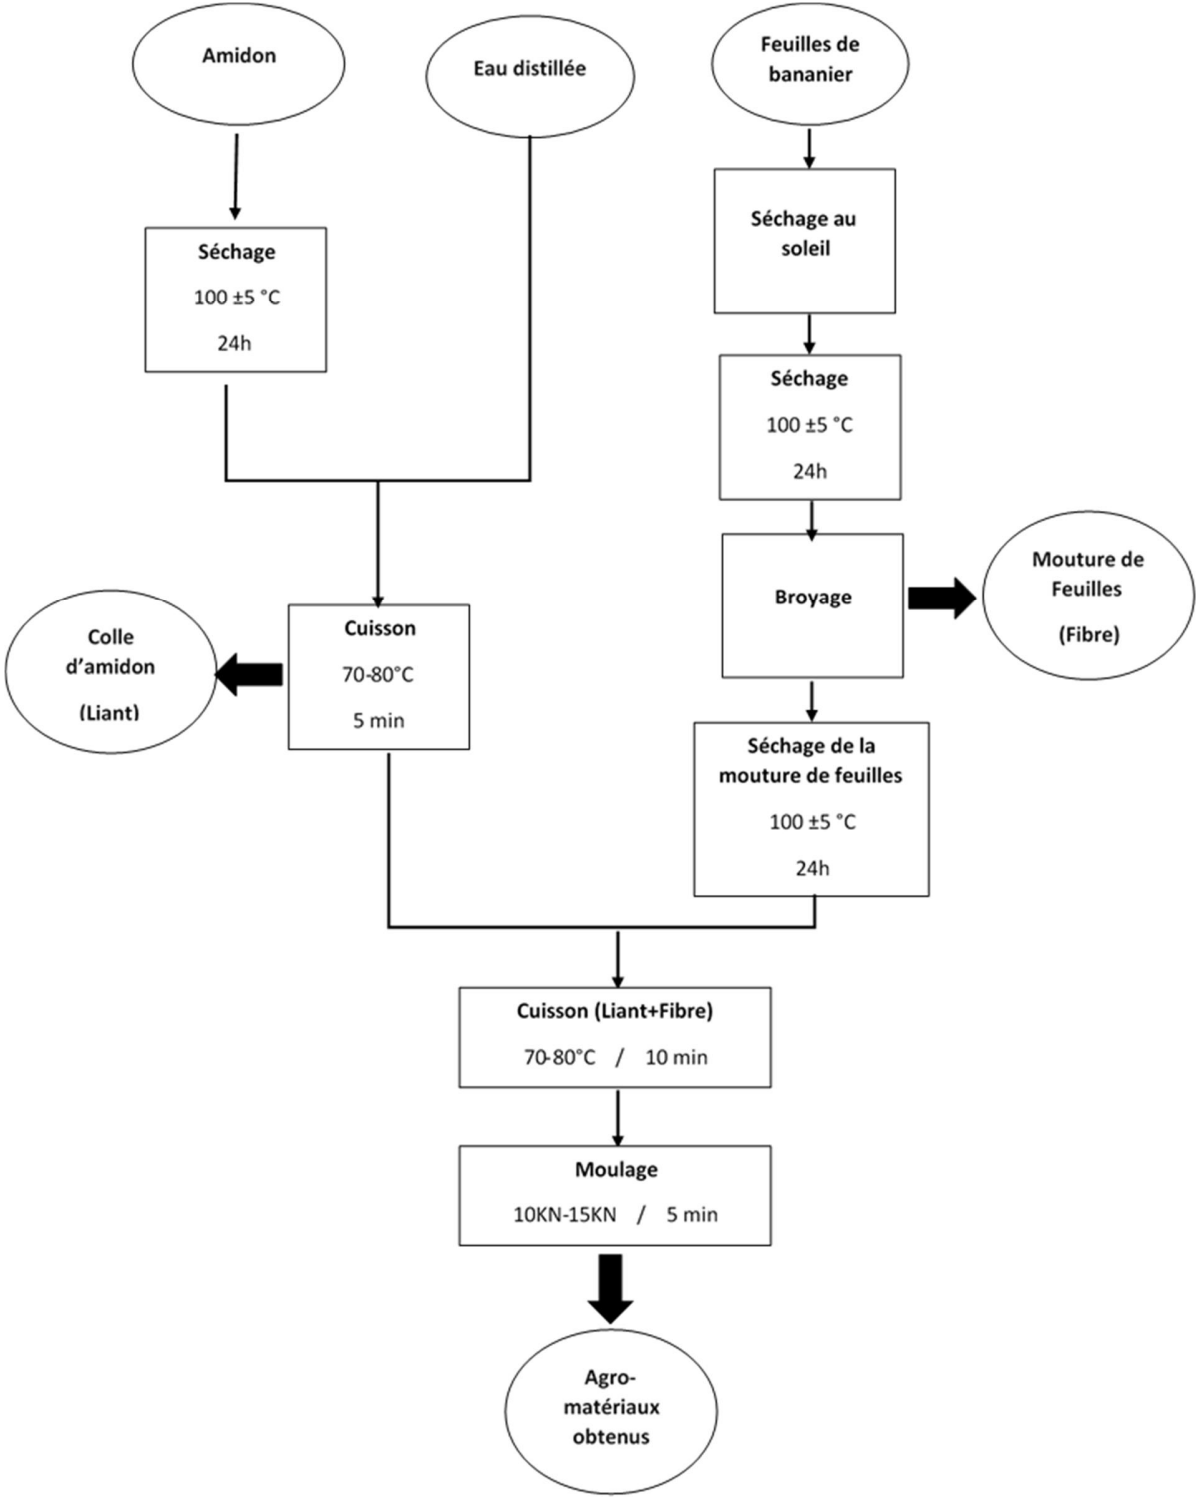 Amidon
Eau distillée
Feuilles de
bananier
Séchage
100 ±5 °C
24h
Séchage au
soleil
Séchage
100 ±5 °C
24h
Broyage
Mouture de
Feuilles
(Fibre)
Colle
d’amidon
(Liant)
Cuisson
70-80°C
5 min
Séchage de la
mouture de feuilles
100 ±5 °C
24h
Cuisson (Liant+Fibre)
70-80°C / 10 min
Moulage
10KN-15KN / 5 min
Agro-
matériaux
obtenus